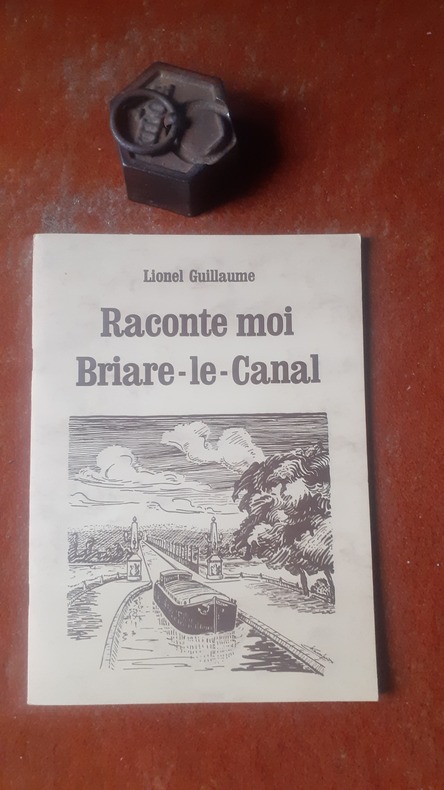 Lionel Guillaume
Raconte moi
Briare-le-Canal